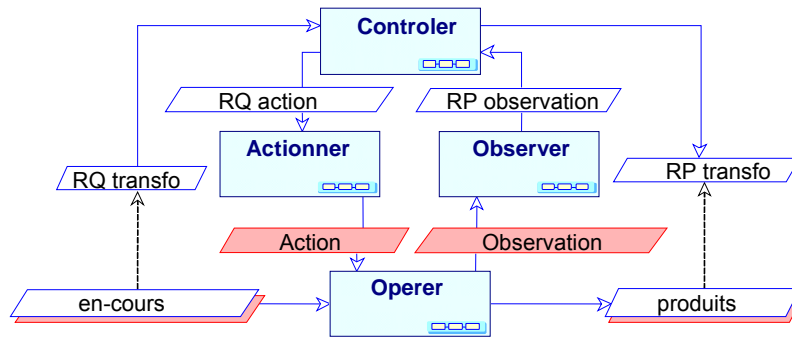 Controler
RQ action
RP observation
Actionner
Observer
RQ transfo
RP transfo
Action
Observation
en-cours
Operer
produits